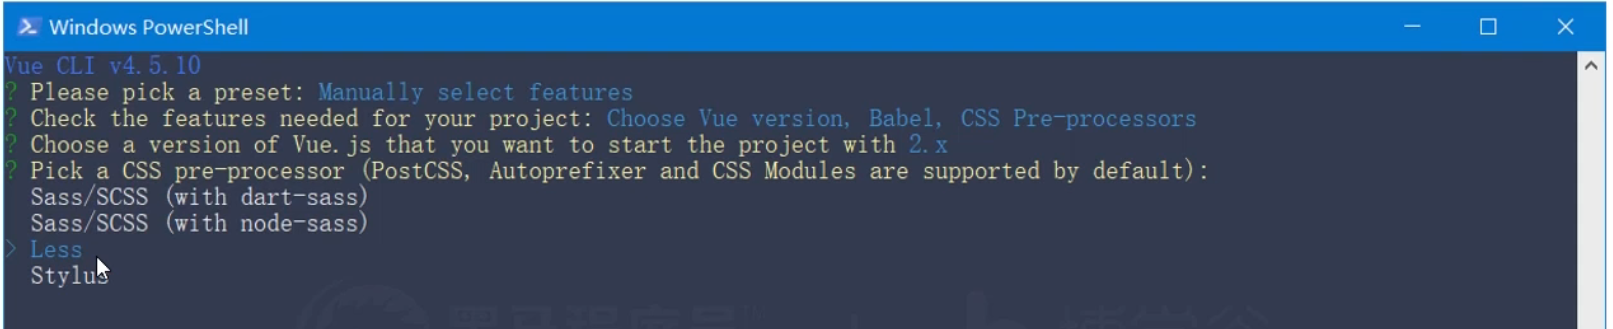 Windows PowerShell
Vue CLI v4.5.10
? Please pick a preset: Manually select features
? Check the features needed for your project: Choose Vue version, Babel, CSS Pre-processors
? Choose a version of Vue.js that you want to start the project with 2.x
? Pick a CSS pre-processor (PostCSS, Autoprefixer and CSS Modules are supported by default):
Sass/SCSS (with dart-sass)
Sass/SCSS (with node-sass)
> Less
Stylus